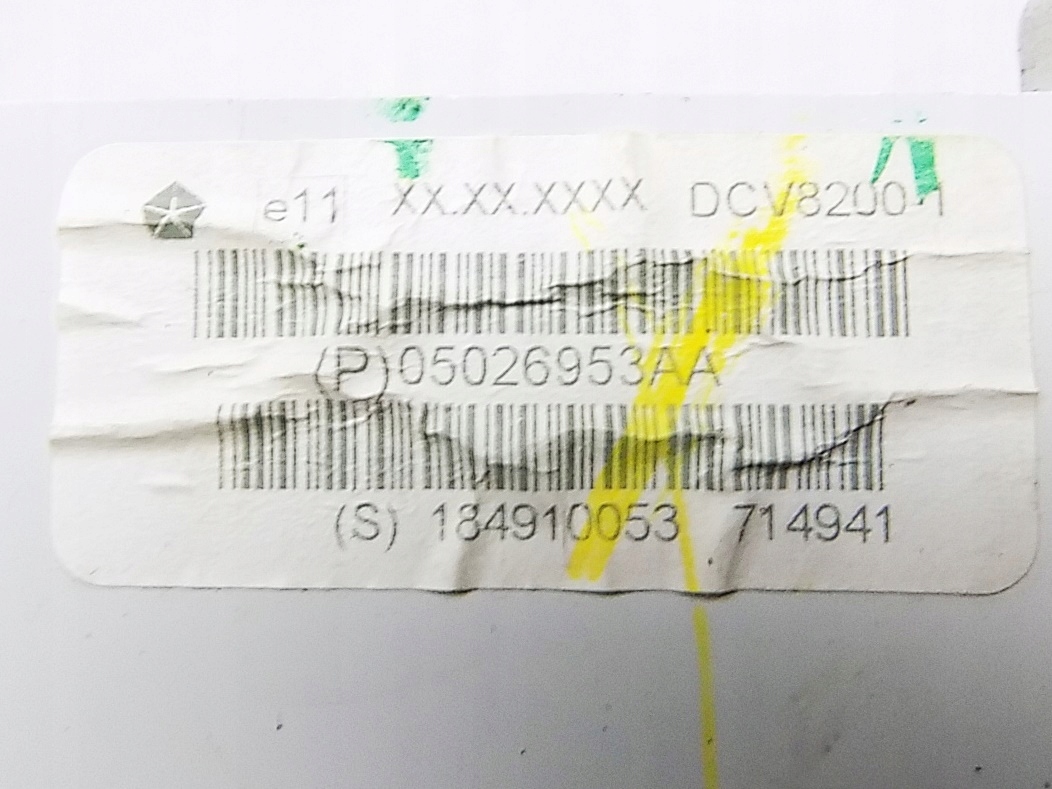 e11 XX.XX.XXXX DCV8200 1
(P)05026953AA
(S) 184910053 714941